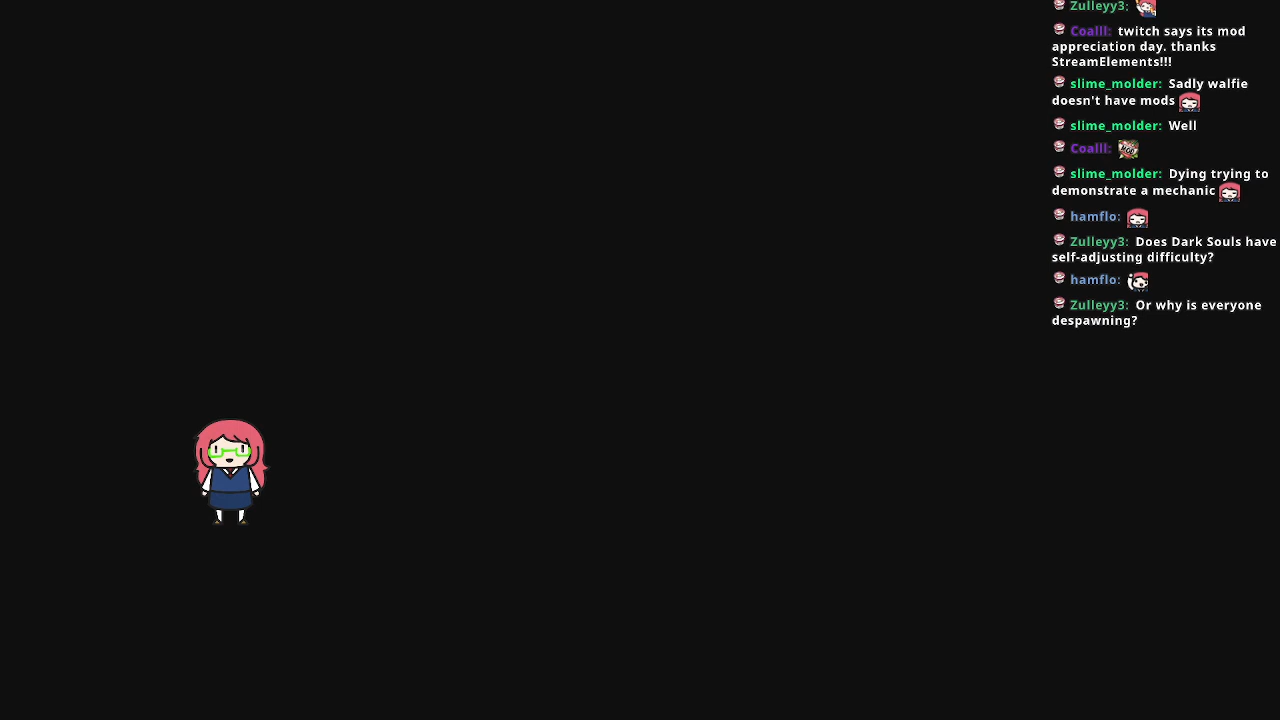 Zulleyy3:
Coalll: twitch says its mod
appreciation day. thanks
StreamElements!!!
slime_molder: Sadly walfie
doesn't have mods
slime_molder: Well
Coalll:
slime_molder: Dying trying to
demonstrate a mechanic
hamflo:
Zulleyy3: Does Dark Souls have
self-adjusting difficulty?
hamflo:
Zulleyy3: Or why is everyone
despawning?